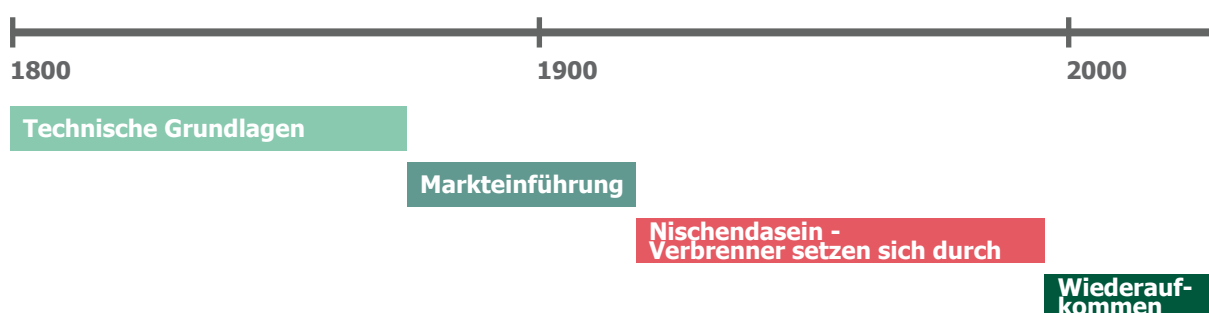 1800
1900
2000
Technische Grundlagen
Markteinführung
Nischendasein -
Verbrenner setzen sich durch
Wiederauf-
kommen